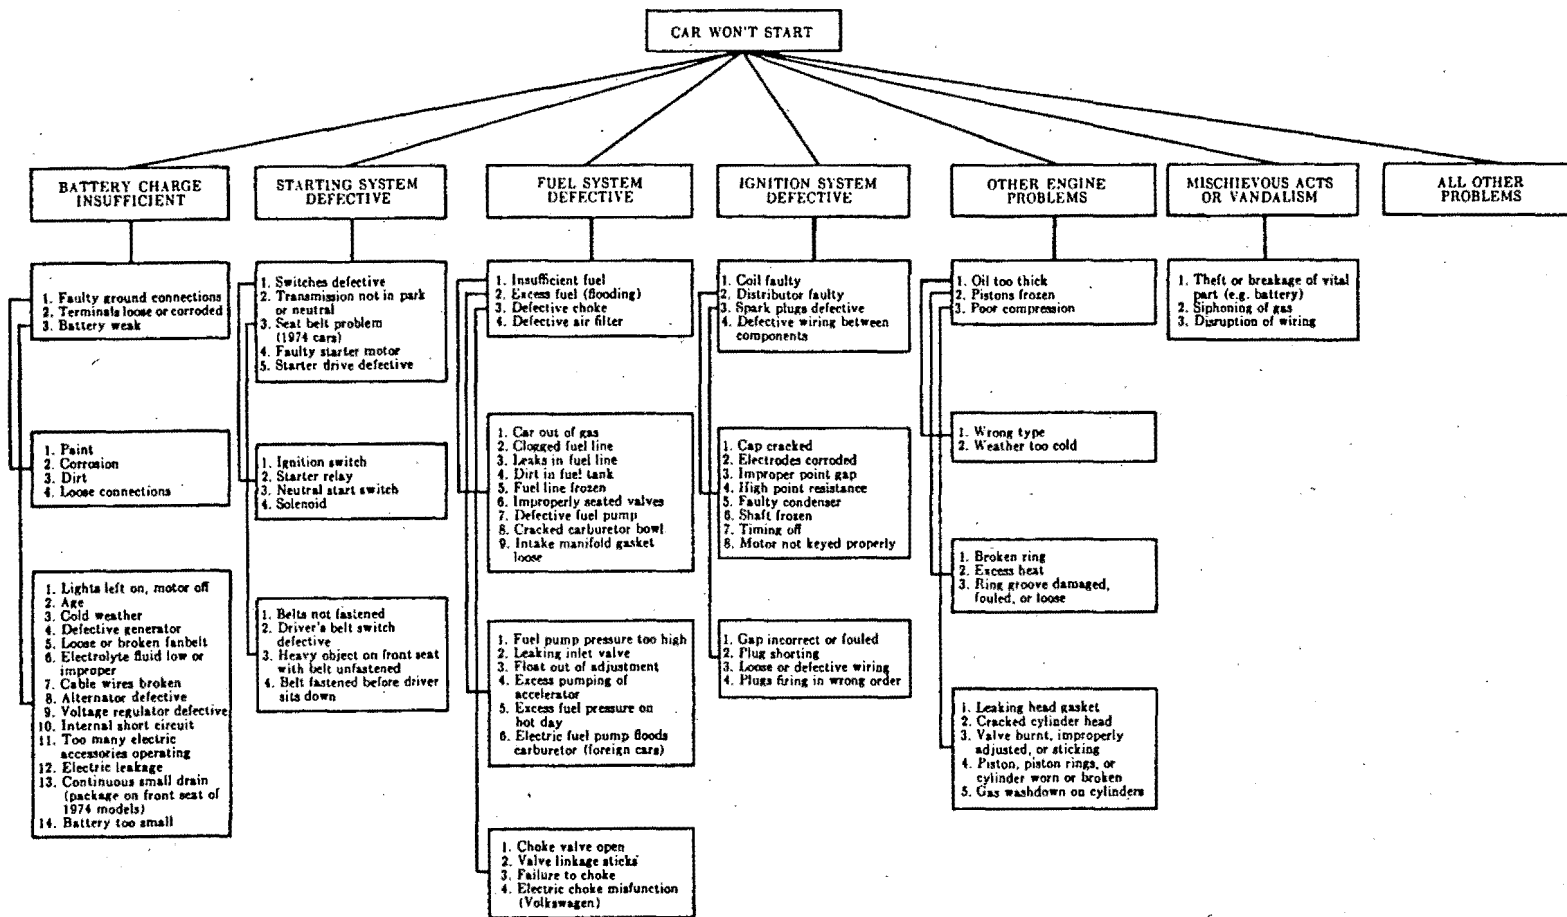 CAR WON'T START
BATTERY CHARGE
INSUFFICIENT
STARTING SYSTEM
DEFECTIVE
FUEL SYSTEM
DEFECTIVE
IGNITION SYSTEM
DEFECTIVE
OTHER ENGINE
PROBLEMS
MISCHIEVOUS ACTS
OR VANDALISM
ALL OTHER
PROBLEMS
1. Faulty ground connections
2. Terminals loose or corroded
3. Battery weak
1. Paint
2. Corrosion
3. Dirt
4. Loose connections
1. Lights left on, motor off
2. Age
3. Cold weather
4. Defective generator
5. Loose or broken fanbelt
6. Electrolyte fluid low or
improper
7. Cable wires broken
8. Alternator defective
9. Voltage regulator defective
10. Internal short circuit
11. Too many electric
accessories operating
12. Electric leakage
13. Continuous small drain
(package on front seat of
1974 models)
14. Battery too small
1. Switches defective
2. Transmission not in park
or neutral
3. Seat belt problem
(1974 cars)
4. Faulty starter motor
5. Starter drive defective
1. Ignition switch
2. Starter relay
3. Neutral start switch
4. Solenoid
1. Belts not fastened
2. Driver's belt switch
defective
3. Heavy object on front seat
with belt unfastened
4. Belt fastened before driver
sits down
1. Insufficient fuel
2. Excess fuel (flooding)
3. Defective choke
4. Defective air filter
1. Car out of gas
2. Clogged fuel line
3. Leaks in fuel line
4. Dirt in fuel tank
5. Fuel line frozen
6. Improperly seated valves
7. Defective fuel pump
8. Cracked carburetor bowl
9. Intake manifold gasket
loose
1. Fuel pump pressure too high
2. Leaking inlet valve
3. Float out of adjustment
4. Excess pumping of
accelerator
5. Excess fuel pressure on
hot day
6. Electric fuel pump floods
carburetor (foreign cars)
1. Choke valve open
2. Valve linkage sticks
3. Failure to choke
4. Electric choke misfunction
(Volkswagen)
1. Coil faulty
2. Distributor faulty
3. Spark plugs defective
4. Defective wiring between
components
1. Cap cracked
2. Electrodes corroded
3. Improper point gap
4. High point resistance
5. Faulty condenser
6. Shaft frozen
7. Timing off
8. Motor not keyed properly
1. Gap incorrect or fouled
2. Plug shorting
3. Loose or defective wiring
4. Plugs firing in wrong order
1. Oil too thick
2. Pistons frozen
3. Poor compression
1. Wrong type
2. Weather too cold
1. Broken ring
2. Excess heat
3. Ring groove damaged,
fouled, or loose
1. Leaking head gasket
2. Cracked cylinder head
3. Valve burnt, improperly
adjusted, or sticking
4. Piston, piston rings, or
cylinder worn or broken
5. Gas washdown on cylinders
1. Theft or breakage of vital
part (e.g. battery)
2. Siphoning of gas
3. Disruption of wiring